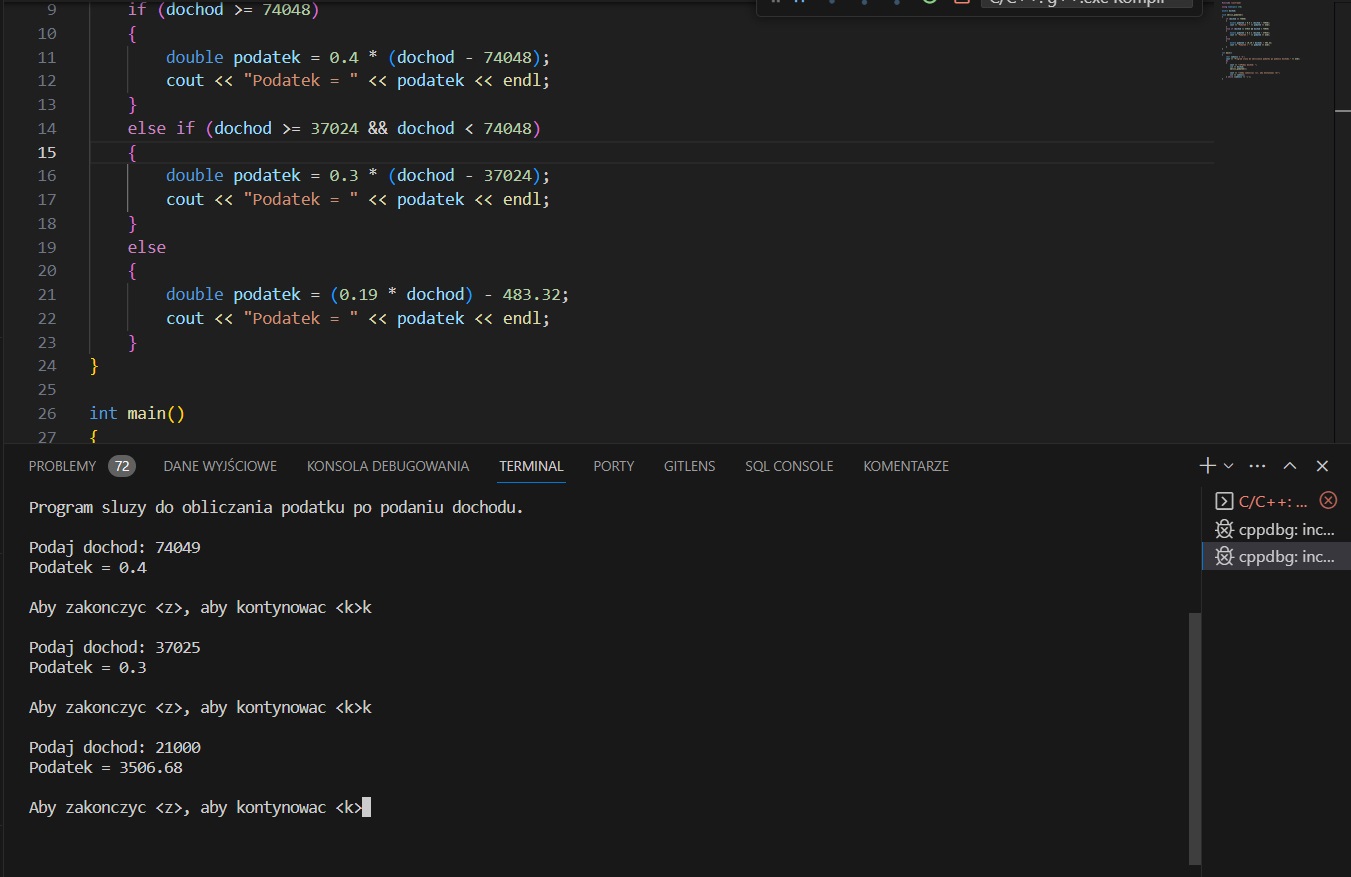 9 if (dochod >= 74048)
10 {
11 double podatek = 0.4 * (dochod - 74048);
12 cout << "Podatek = " << podatek << endl;
13 }
14 else if (dochod >= 37024 && dochod < 74048)
15 {
16 double podatek = 0.3 * (dochod - 37024);
17 cout << "Podatek = " << podatek << endl;
18 }
19 else
20 {
21 double podatek = (0.19 * dochod) - 483.32;
22 cout << "Podatek = " << podatek << endl;
23 }
24 }
25
26 int main()
27 {
PROBLEMY 72 DANE WYJŚCIOWE KONSOLA DEBUGOWANIA TERMINAL PORTY GITLENS SQL CONSOLE KOMENTARZE
Program sluzy do obliczania podatku po podaniu dochodu.
Podaj dochod: 74049
Podatek = 0.4
Aby zakonczyc <z>, aby kontynowac <k>k
Podaj dochod: 37025
Podatek = 0.3
Aby zakonczyc <z>, aby kontynowac <k>k
Podaj dochod: 21000
Podatek = 3506.68
Aby zakonczyc <z>, aby kontynowac <k>
C/C++: ...
cppdbg: inc...
cppdbg: inc...